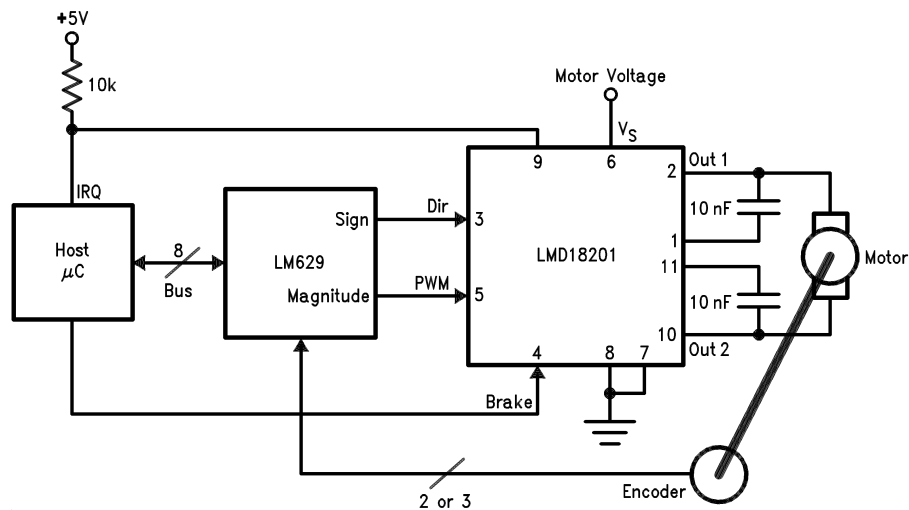 +5V
10k
Motor Voltage
V_S
9
6
2
Out 1
IRQ
10 nF
Host
μC
8
Bus
LM629
Sign
Dir
3
LMD18201
1
Motor
Magnitude
PWM
5
11
10 nF
10
Out 2
4
8
7
Brake
Encoder
2 or 3